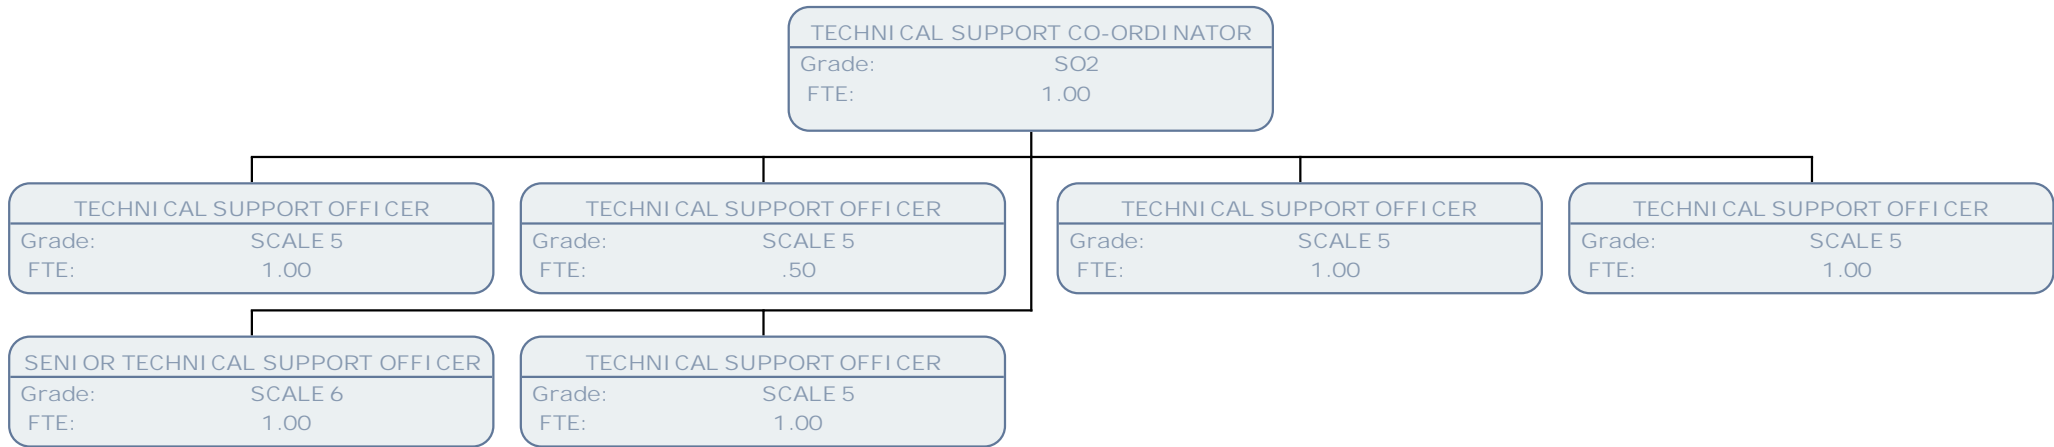 TECHNICAL SUPPORT CO-ORDINATOR
Grade: SO2
FTE: 1.00
TECHNICAL SUPPORT OFFICER
Grade: SCALE 5
FTE: 1.00
TECHNICAL SUPPORT OFFICER
Grade: SCALE 5
FTE: .50
TECHNICAL SUPPORT OFFICER
Grade: SCALE 5
FTE: 1.00
TECHNICAL SUPPORT OFFICER
Grade: SCALE 5
FTE: 1.00
SENIOR TECHNICAL SUPPORT OFFICER
Grade: SCALE 6
FTE: 1.00
TECHNICAL SUPPORT OFFICER
Grade: SCALE 5
FTE: 1.00